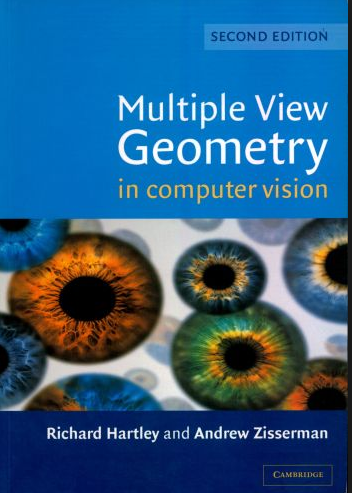 SECOND EDITION
Multiple View
Geometry
in computer vision
Richard Hartley and Andrew Zisserman
CAMBRIDGE